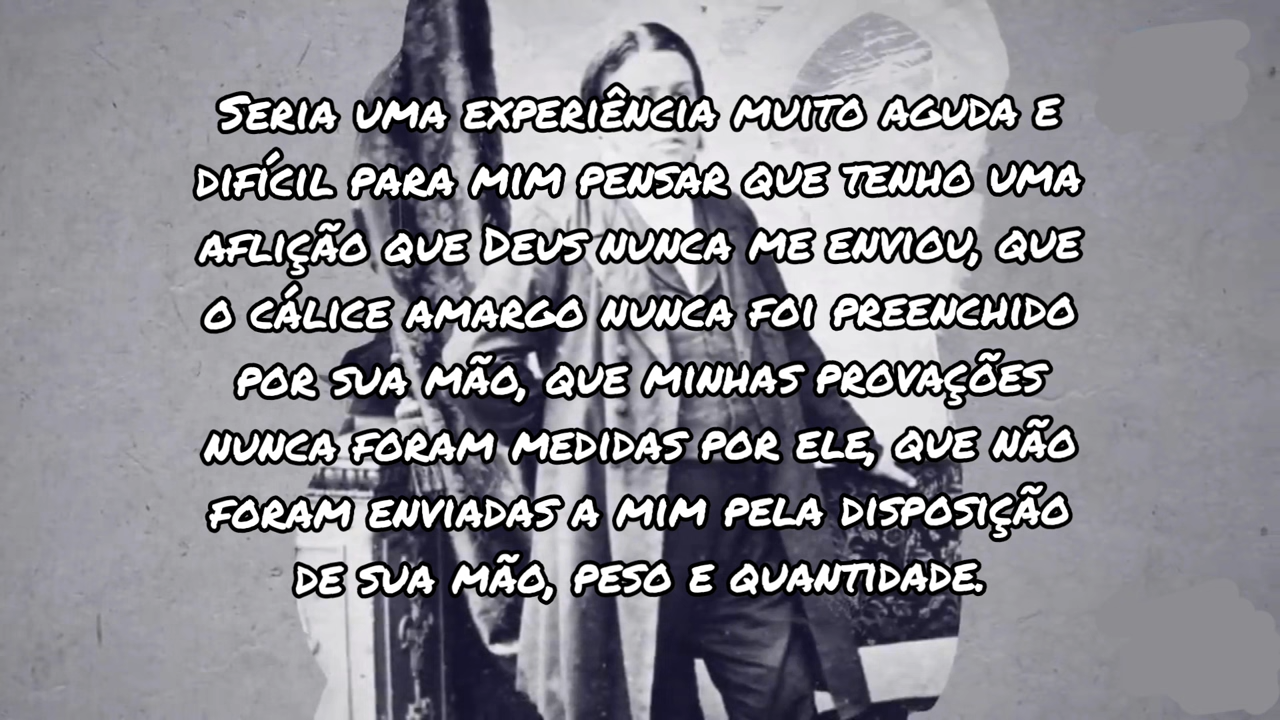 Seria uma experiência muito aguda e
difícil para mim pensar que tenho uma
aflição que Deus nunca me enviou, que
o cálice amargo nunca foi preenchido
por sua mão, que minhas provações
nunca foram medidas por ele, que não
foram enviadas a mim pela disposição
de sua mão, peso e quantidade.